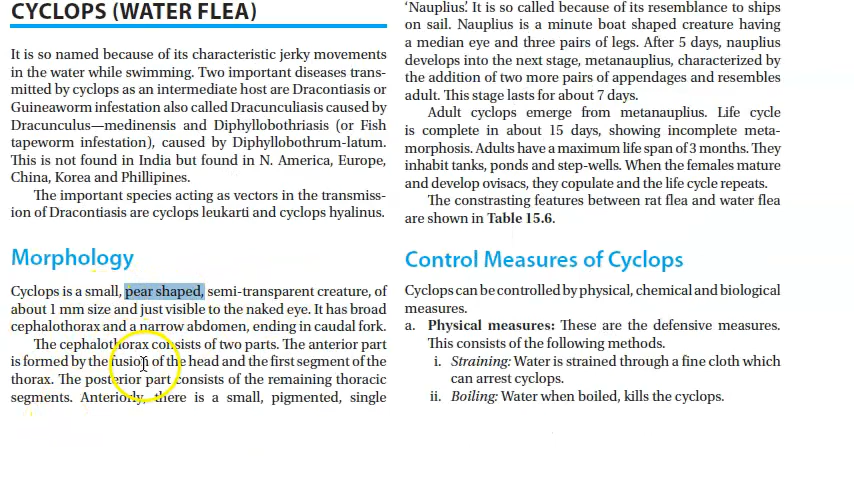 CYCLOPS (WATER FLEA)
It is so named because of its characteristic jerky movements
in the water while swimming. Two important diseases trans-
mitted by cyclops as an intermediate host are Dracontiasis or
Guineaworm infestation also called Dracunculiasis caused by
Dracunculus—medinensis and Diphyllobothriasis (or Fish
tapeworm infestation), caused by Diphyllobothrum-latum.
This is not found in India but found in N. America, Europe,
China, Korea and Phillipines.
The important species acting as vectors in the transmiss-
ion of Dracontiasis are cyclops leukarti and cyclops hyalinus.
Morphology
Cyclops is a small, pear shaped, semi-transparent creature, of
about 1 mm size and just visible to the naked eye. It has broad
cephalothorax and a narrow abdomen, ending in caudal fork.
The cephalothorax consists of two parts. The anterior part
is formed by the fusion of the head and the first segment of the
thorax. The posterior part consists of the remaining thoracic
segments. Anteriorly, there is a small, pigmented, single
'Nauplius'. It is so called because of its resemblance to ships
on sail. Nauplius is a minute boat shaped creature having
a median eye and three pairs of legs. After 5 days, nauplius
develops into the next stage, metanauplius, characterized by
the addition of two more pairs of appendages and resembles
adult. This stage lasts for about 7 days.
Adult cyclops emerge from metanauplius. Life cycle
is complete in about 15 days, showing incomplete meta-
morphosis. Adults have a maximum life span of 3 months. They
inhabit tanks, ponds and step-wells. When the females mature
and develop ovisacs, they copulate and the life cycle repeats.
The constrasting features between rat flea and water flea
are shown in Table 15.6.
Control Measures of Cyclops
Cyclops can be controlled by physical, chemical and biological
measures.
a. Physical measures: These are the defensive measures.
This consists of the following methods.
i. Straining: Water is strained through a fine cloth which
can arrest cyclops.
ii. Boiling: Water when boiled, kills the cyclops.